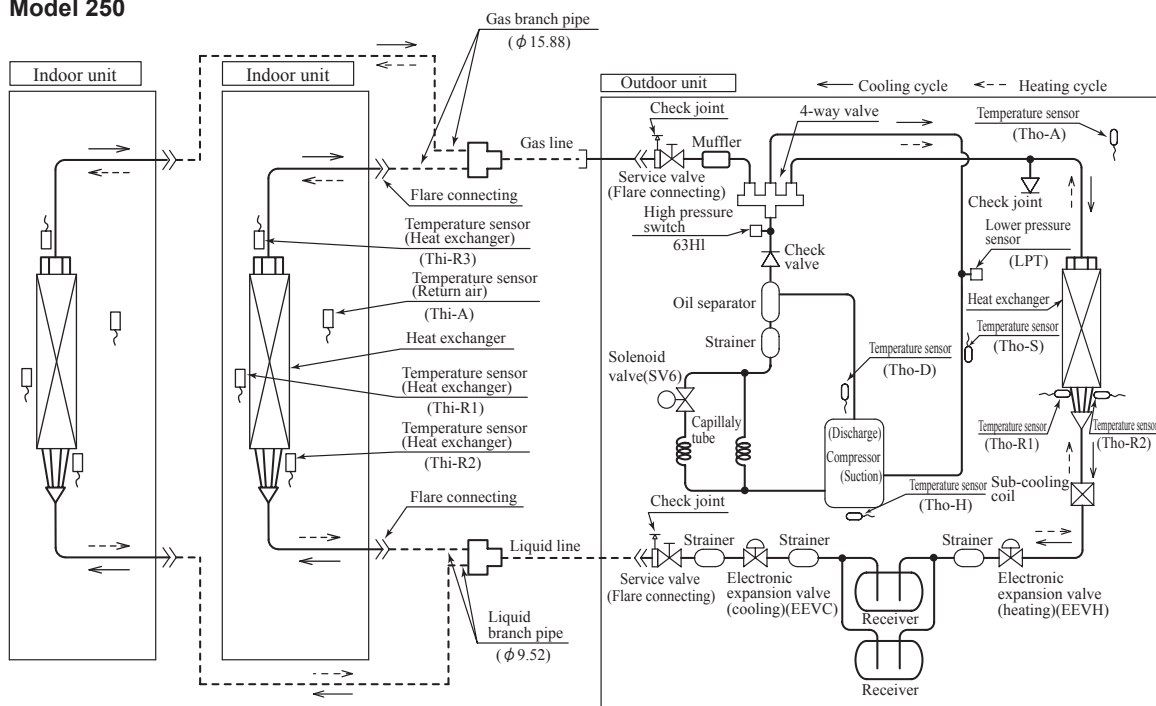 Model 250
Gas branch pipe
(ϕ 15.88)
Indoor unit
Indoor unit
Outdoor unit
Cooling cycle
Heating cycle
Check joint
4-way valve
Temperature sensor
(Tho-A)
Gas line
Muffler
Service valve
(Flare connecting)
Check joint
Flare connecting
High pressure
switch
63Hl
Lower pressure
sensor
(LPT)
Temperature sensor
(Heat exchanger)
(Thi-R3)
Check
valve
Temperature sensor
(Return air)
(Thi-A)
Oil separator
Heat exchanger
Strainer
Temperature sensor
(Tho-S)
Heat exchanger
Temperature sensor
(Tho-D)
Solenoid
valve(SV6)
Temperature sensor
(Heat exchanger)
(Thi-R1)
Capillaly
tube
(Discharge)
Compressor
(Suction)
Temperature sensor
(Tho-R1)
Temperature sensor
(Tho-R2)
Temperature sensor
(Heat exchanger)
(Thi-R2)
Temperature sensor
(Tho-H)
Sub-cooling
coil
Flare connecting
Check joint
Liquid line
Strainer
Strainer
Strainer
Service valve
(Flare connecting)
Electronic
expansion valve
(cooling)(EEVC)
Electronic
expansion valve
(heating)(EEVH)
Receiver
Liquid
branch pipe
(ϕ 9.52)
Receiver